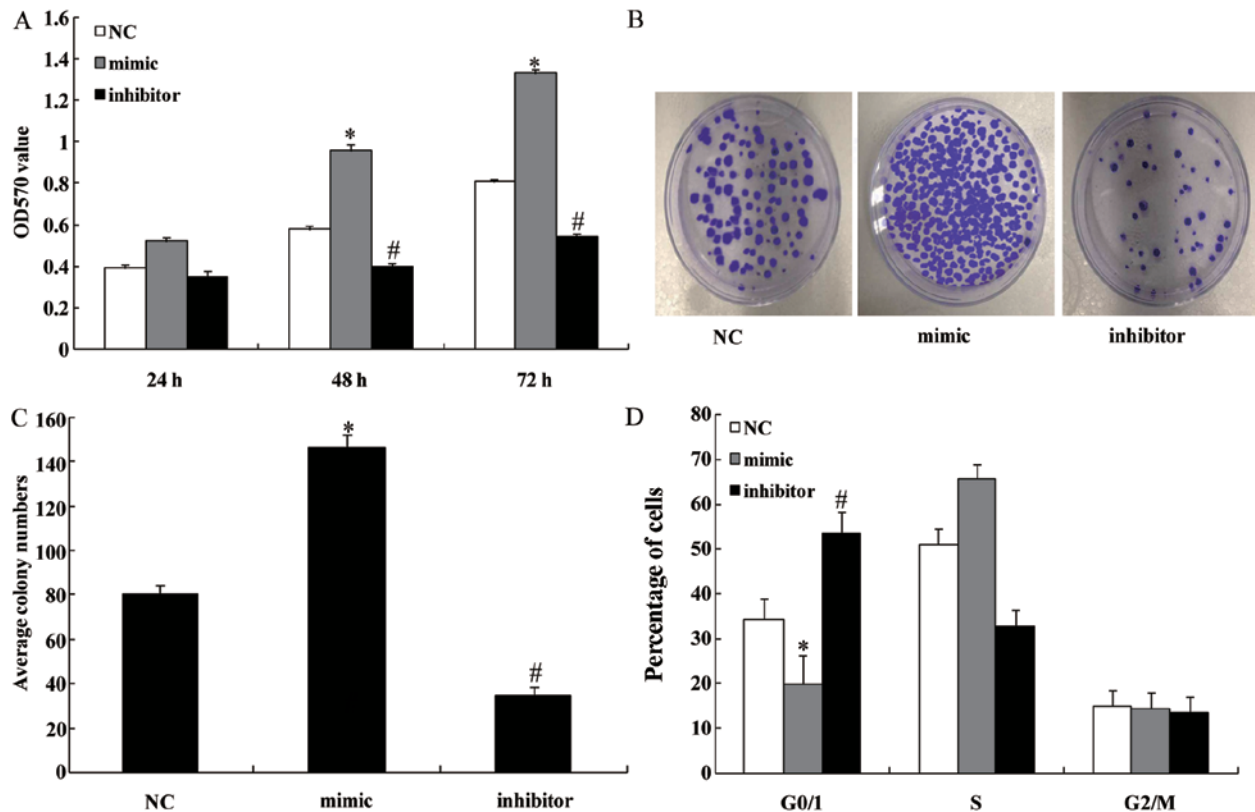 A
1.6
1.4
1.2
1
0.8
0.6
0.4
0.2
0
OD570 value
NC
mimic
inhibitor
*
*
#
#
24 h
48 h
72 h
B
NC
mimic
inhibitor
C
160
140
120
100
80
60
40
20
0
Average colony numbers
*
#
NC
mimic
inhibitor
D
80
70
60
50
40
30
20
10
0
Percentage of cells
NC
mimic
inhibitor
#
*
G0/1
S
G2/M